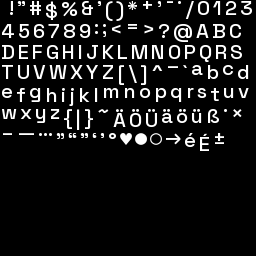 !"#$%&'()*+'-·/0123
456789:;<=>?@ABC
DEFGHIJKLMNOPQRS
TUVWXYZ[\]^_`abcd
efghijklmnopqrstuv
wxyz{|}~ÄÖÜäöüß·×
–—…"“”‘’°♥●○→éÉ±